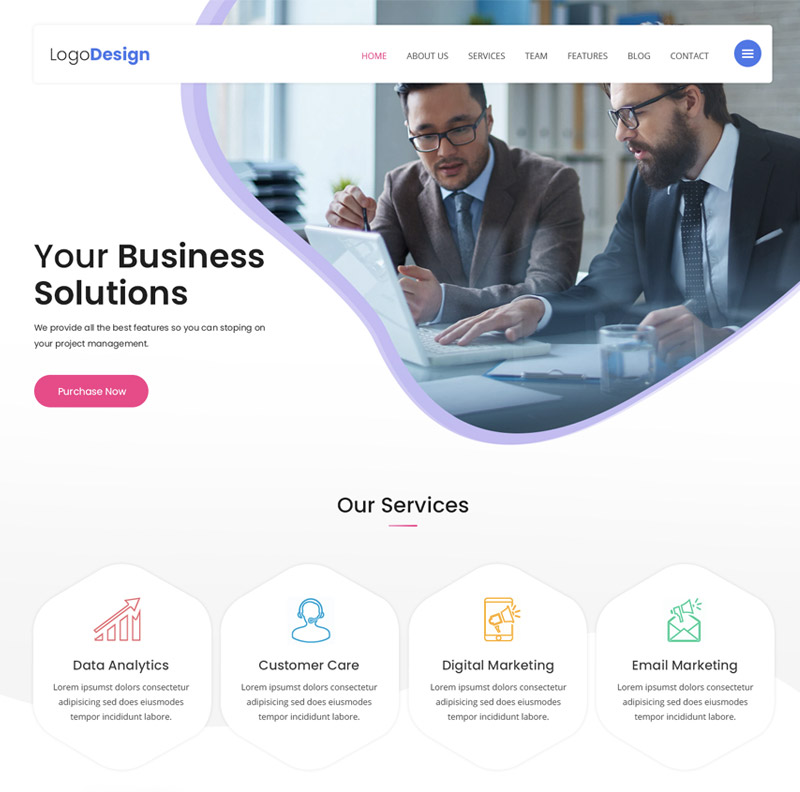 LogoDesign
HOME ABOUT US SERVICES TEAM FEATURES BLOG CONTACT
Your Business
Solutions
We provide all the best features so you can stoping on
your project management.
Purchase Now
Our Services
Data Analytics
Lorem ipsumst dolors consectetur
adipisicing sed does eiusmodes
tempor incididunt labore.
Customer Care
Lorem ipsumst dolors consectetur
adipisicing sed does eiusmodes
tempor incididunt labore.
Digital Marketing
Lorem ipsumst dolors consectetur
adipisicing sed does eiusmodes
tempor incididunt labore.
Email Marketing
Lorem ipsumst dolors consectetur
adipisicing sed does eiusmodes
tempor incididunt labore.